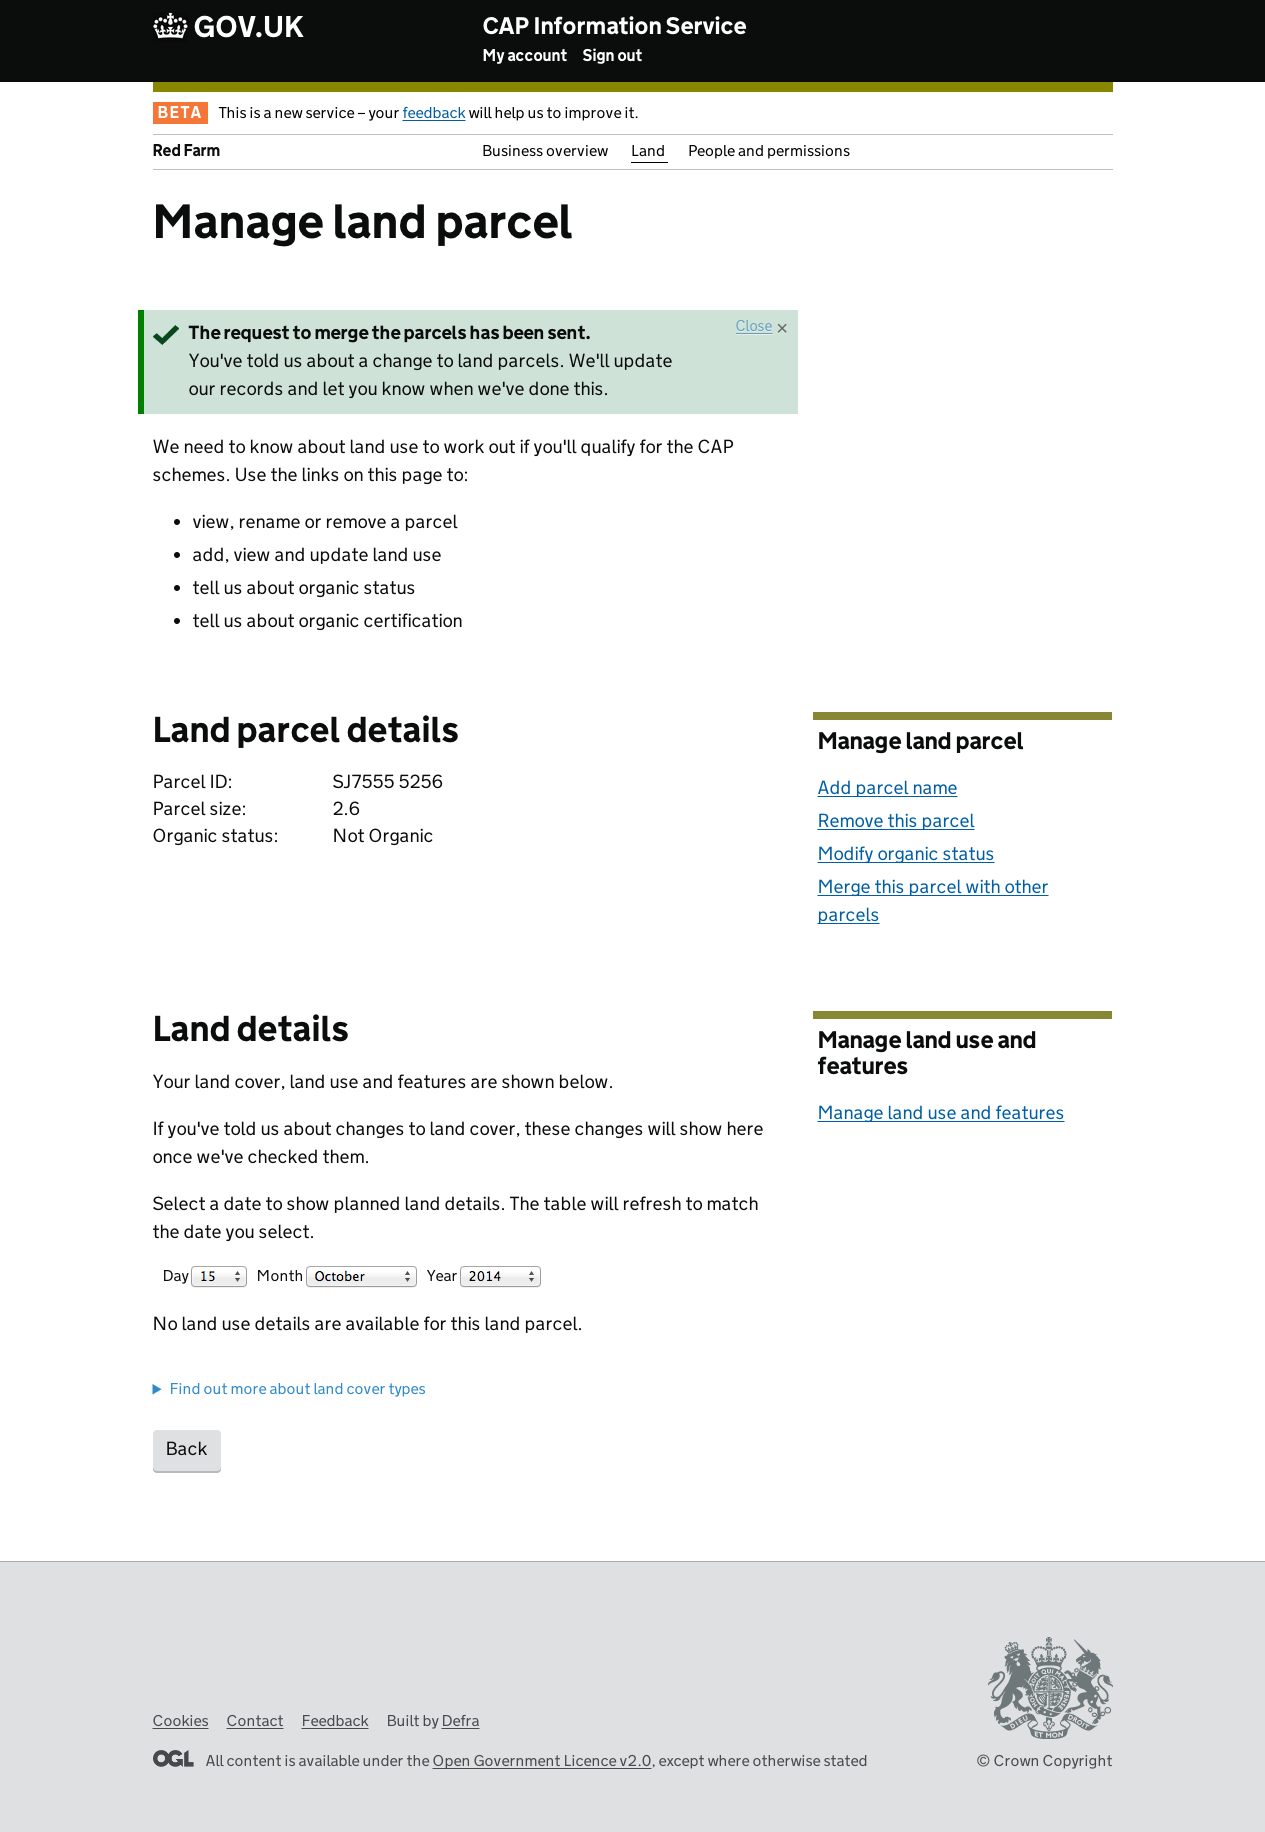 GOV.UK
CAP Information Service
My account Sign out
BETA This is a new service – your feedback will help us to improve it.
Red Farm Business overview Land People and permissions
Manage land parcel
The request to merge the parcels has been sent.
Close ×
You've told us about a change to land parcels. We'll update
our records and let you know when we've done this.
We need to know about land use to work out if you'll qualify for the CAP
schemes. Use the links on this page to:
• view, rename or remove a parcel
• add, view and update land use
• tell us about organic status
• tell us about organic certification
Land parcel details
Parcel ID: SJ7555 5256
Parcel size: 2.6
Organic status: Not Organic
Manage land parcel
Add parcel name
Remove this parcel
Modify organic status
Merge this parcel with other
parcels
Land details
Your land cover, land use and features are shown below.
If you've told us about changes to land cover, these changes will show here
once we've checked them.
Select a date to show planned land details. The table will refresh to match
the date you select.
Day 15 Month October Year 2014
No land use details are available for this land parcel.
Find out more about land cover types
Back
Manage land use and
features
Manage land use and features
Cookies Contact Feedback Built by Defra
OGL All content is available under the Open Government Licence v2.0, except where otherwise stated
DIEU ET MON DROIT
© Crown Copyright